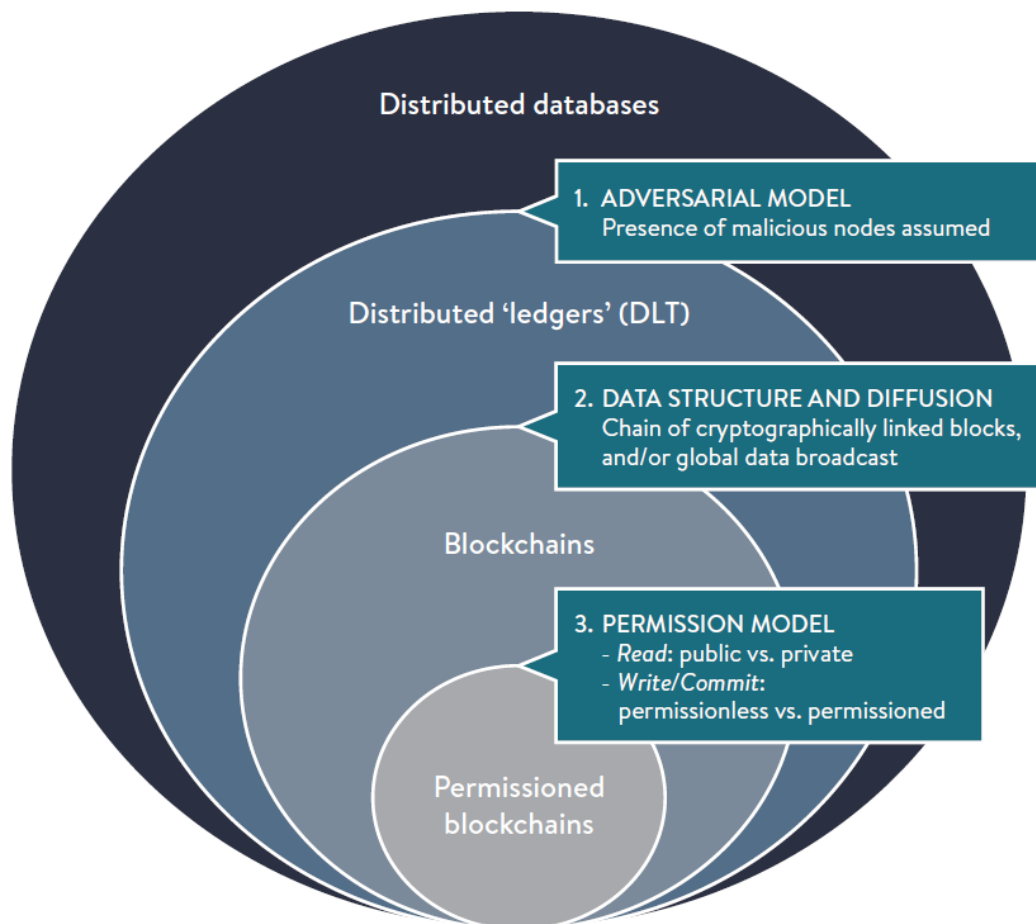 Distributed databases
1. ADVERSARIAL MODEL
Presence of malicious nodes assumed
Distributed ‘ledgers’ (DLT)
2. DATA STRUCTURE AND DIFFUSION
Chain of cryptographically linked blocks,
and/or global data broadcast
Blockchains
3. PERMISSION MODEL
- Read: public vs. private
- Write/Commit:
permissionless vs. permissioned
Permissioned
blockchains